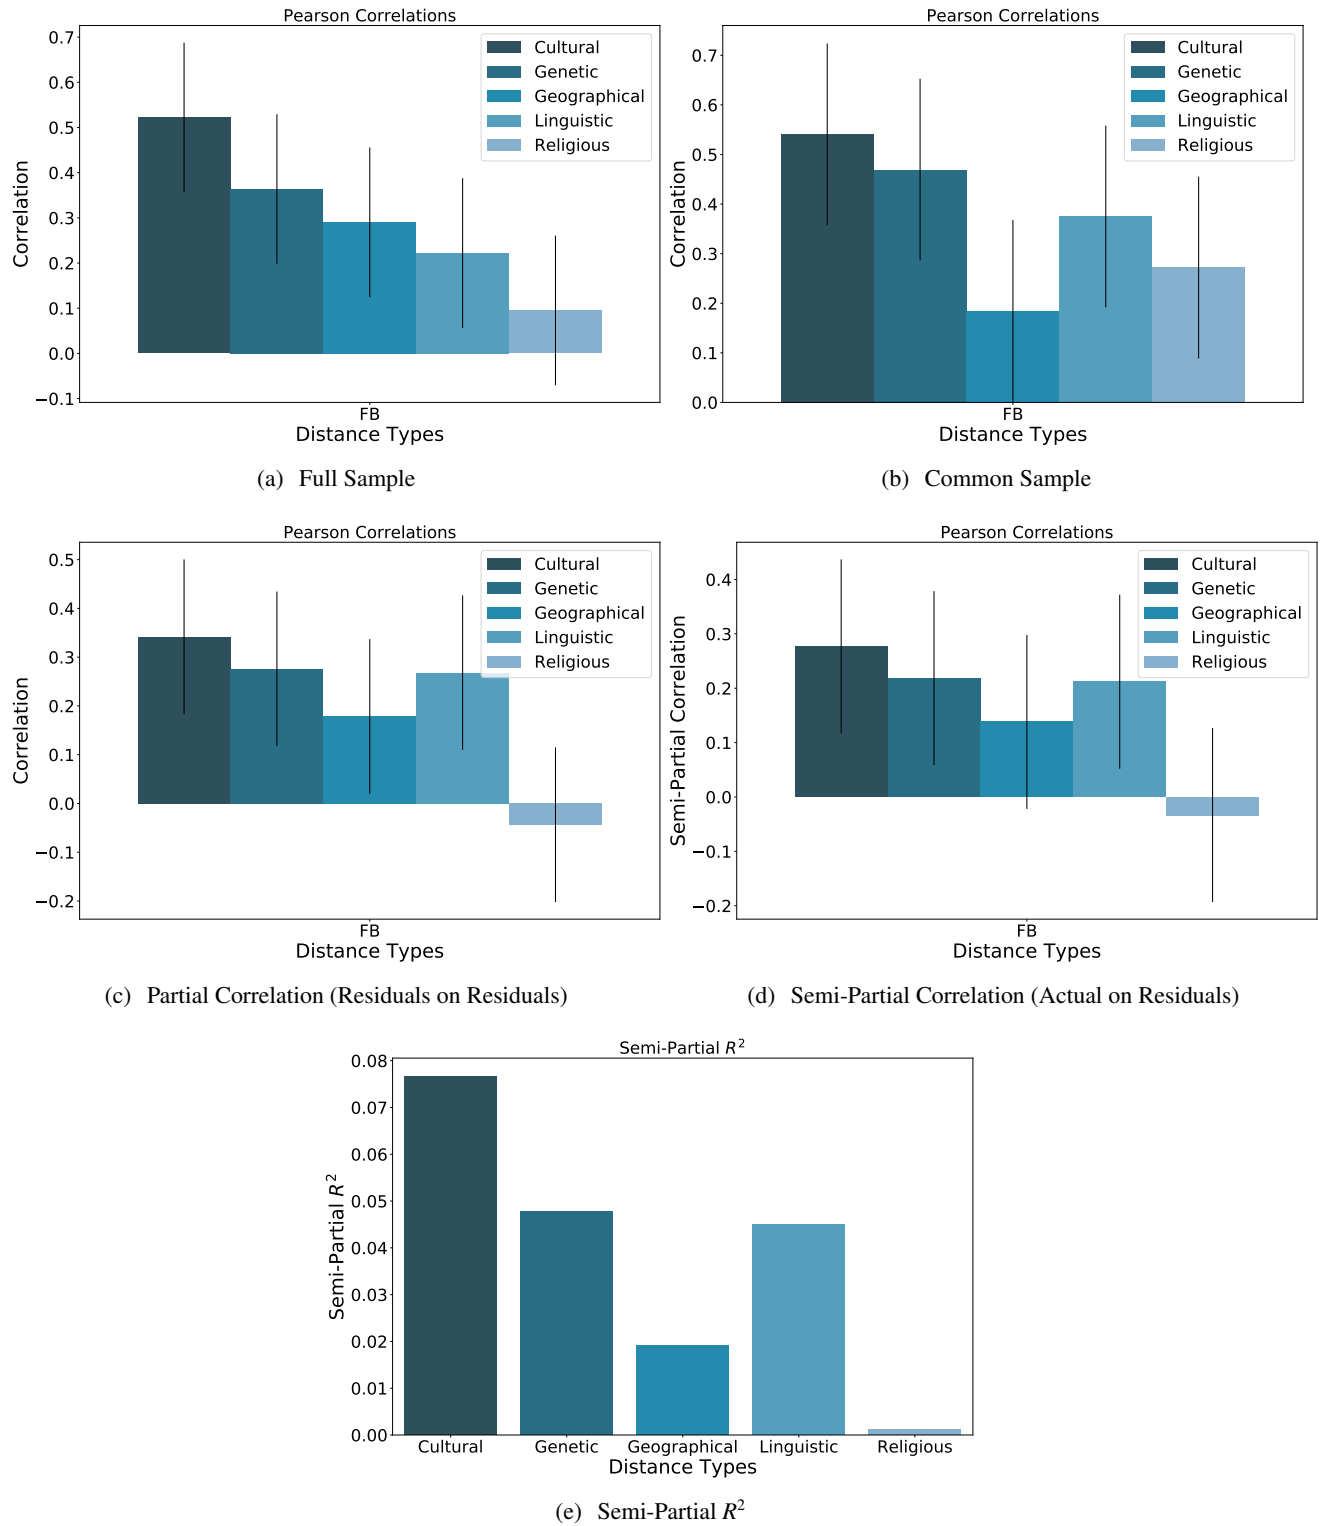 Pearson Correlations
0.7
0.6
0.5
0.4
0.3
0.2
0.1
0.0
−0.1
Correlation
Cultural
Genetic
Geographical
Linguistic
Religious
FB
Distance Types
(a) Full Sample
Pearson Correlations
0.7
0.6
0.5
0.4
0.3
0.2
0.1
0.0
Correlation
Cultural
Genetic
Geographical
Linguistic
Religious
FB
Distance Types
(b) Common Sample
Pearson Correlations
0.5
0.4
0.3
0.2
0.1
0.0
−0.1
−0.2
Correlation
Cultural
Genetic
Geographical
Linguistic
Religious
FB
Distance Types
(c) Partial Correlation (Residuals on Residuals)
Pearson Correlations
0.4
0.3
0.2
0.1
0.0
−0.1
−0.2
Semi-Partial Correlation
Cultural
Genetic
Geographical
Linguistic
Religious
FB
Distance Types
(d) Semi-Partial Correlation (Actual on Residuals)
Semi-Partial R²
0.08
0.07
0.06
0.05
0.04
0.03
0.02
0.01
0.00
Semi-Partial R²
Cultural Genetic Geographical Linguistic Religious
Distance Types
(e) Semi-Partial R²